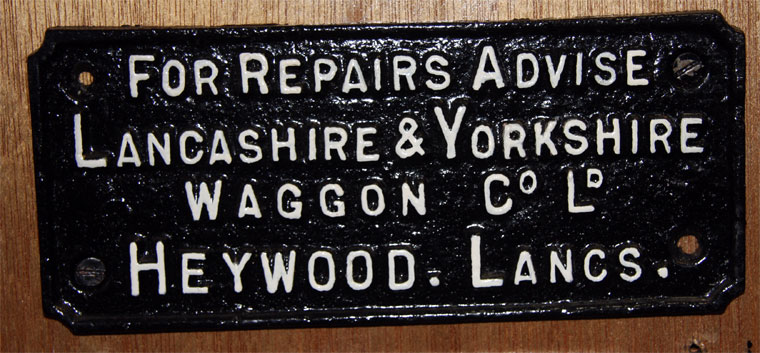 FOR REPAIRS ADVISE
LANCASHIRE & YORKSHIRE
WAGGON Cᴼ Lᴰ
HEYWOOD. LANCS.